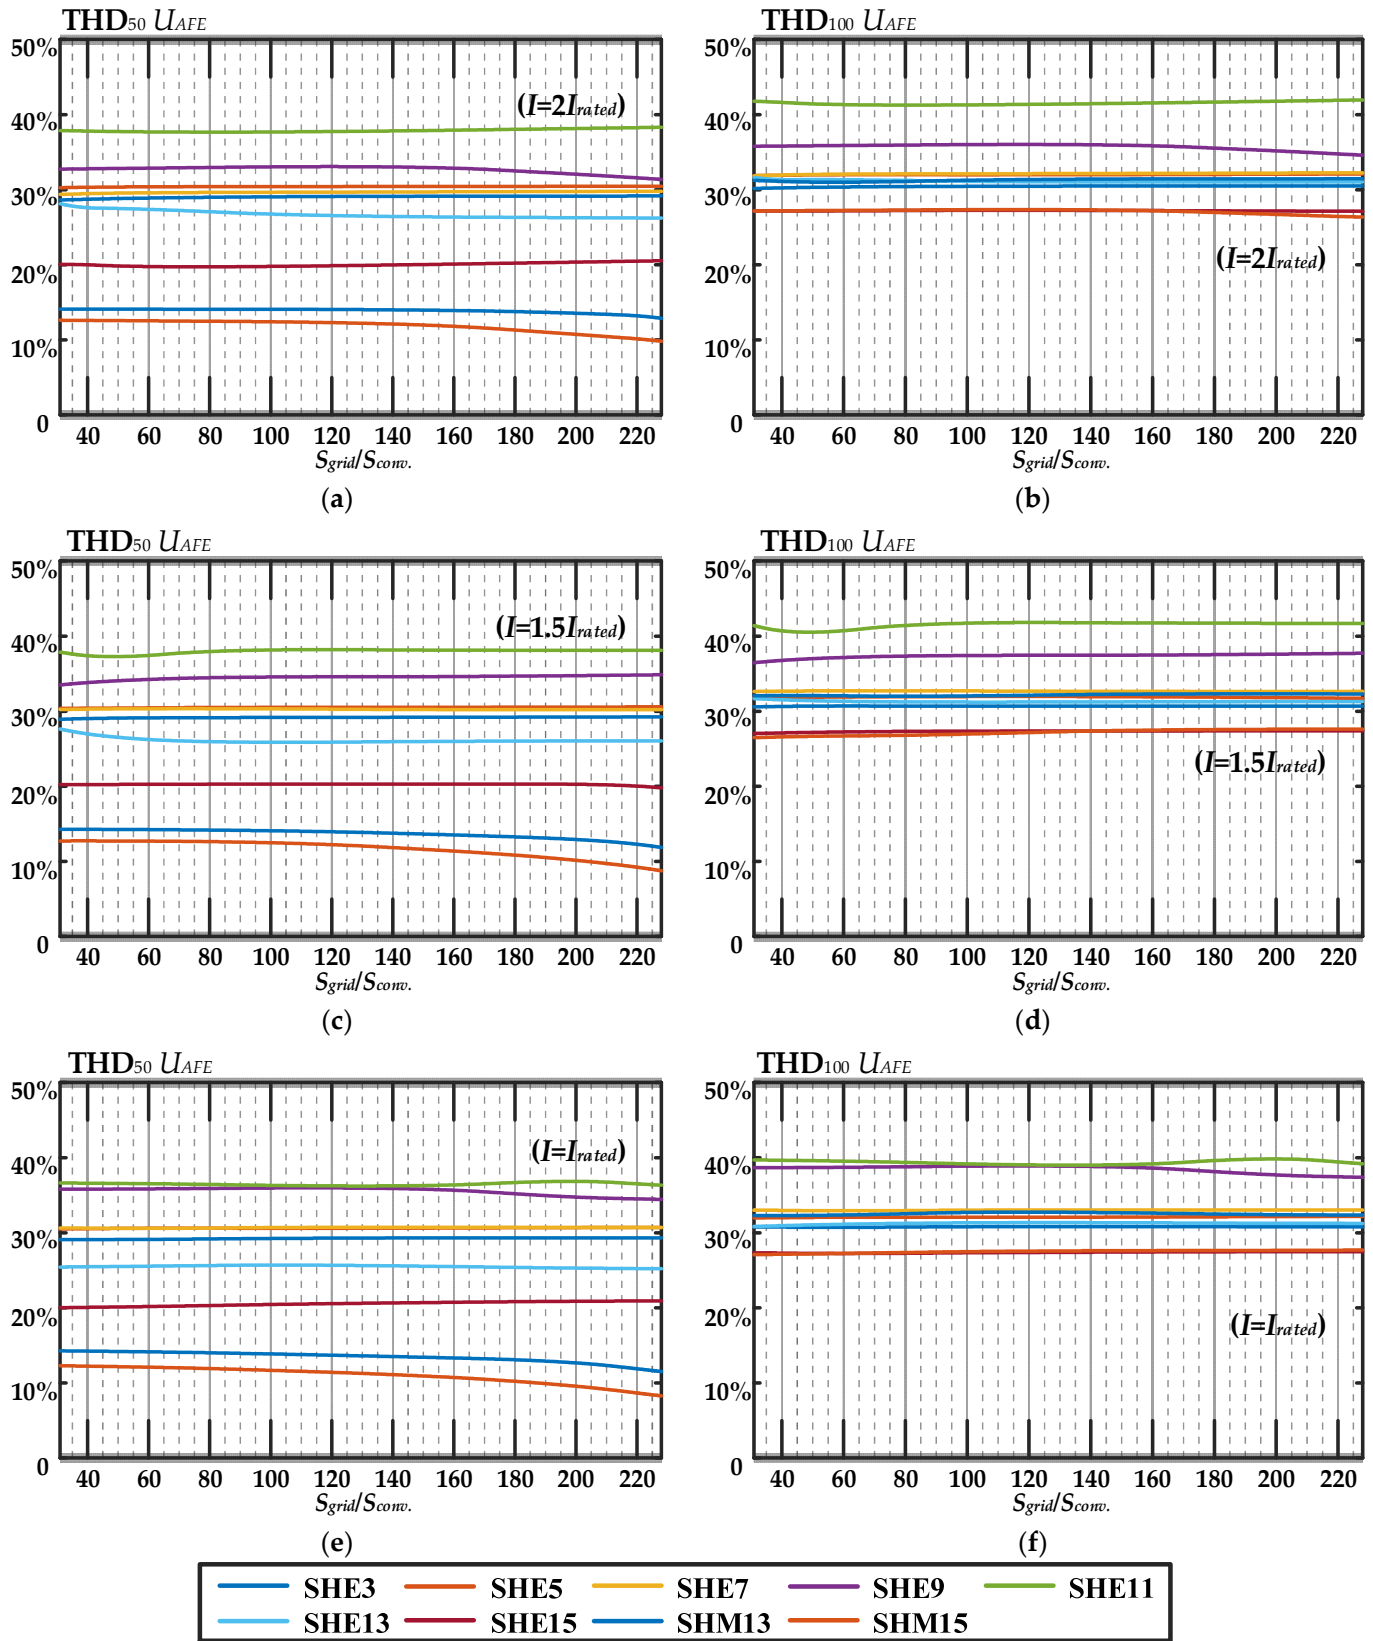 THD50 UAFE
50%
40%
30%
20%
10%
0
(I=2Irated)
40 60 80 100 120 140 160 180 200 220
Sgrid/Sconv.
(a)
THD100 UAFE
50%
40%
30%
20%
10%
0
(I=2Irated)
40 60 80 100 120 140 160 180 200 220
Sgrid/Sconv.
(b)
THD50 UAFE
50%
40%
30%
20%
10%
0
(I=1.5Irated)
40 60 80 100 120 140 160 180 200 220
Sgrid/Sconv.
(c)
THD100 UAFE
50%
40%
30%
20%
10%
0
(I=1.5Irated)
40 60 80 100 120 140 160 180 200 220
Sgrid/Sconv.
(d)
THD50 UAFE
50%
40%
30%
20%
10%
0
(I=Irated)
40 60 80 100 120 140 160 180 200 220
Sgrid/Sconv.
(e)
THD100 UAFE
50%
40%
30%
20%
10%
0
(I=Irated)
40 60 80 100 120 140 160 180 200 220
Sgrid/Sconv.
(f)
SHE3 SHE5 SHE7 SHE9 SHE11
SHE13 SHE15 SHM13 SHM15